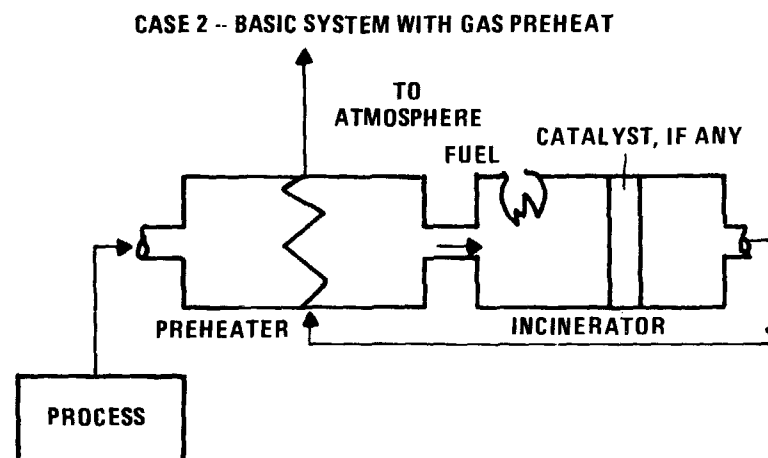 CASE 2 -- BASIC SYSTEM WITH GAS PREHEAT
TO
ATMOSPHERE
FUEL
CATALYST, IF ANY
PREHEATER
INCINERATOR
PROCESS